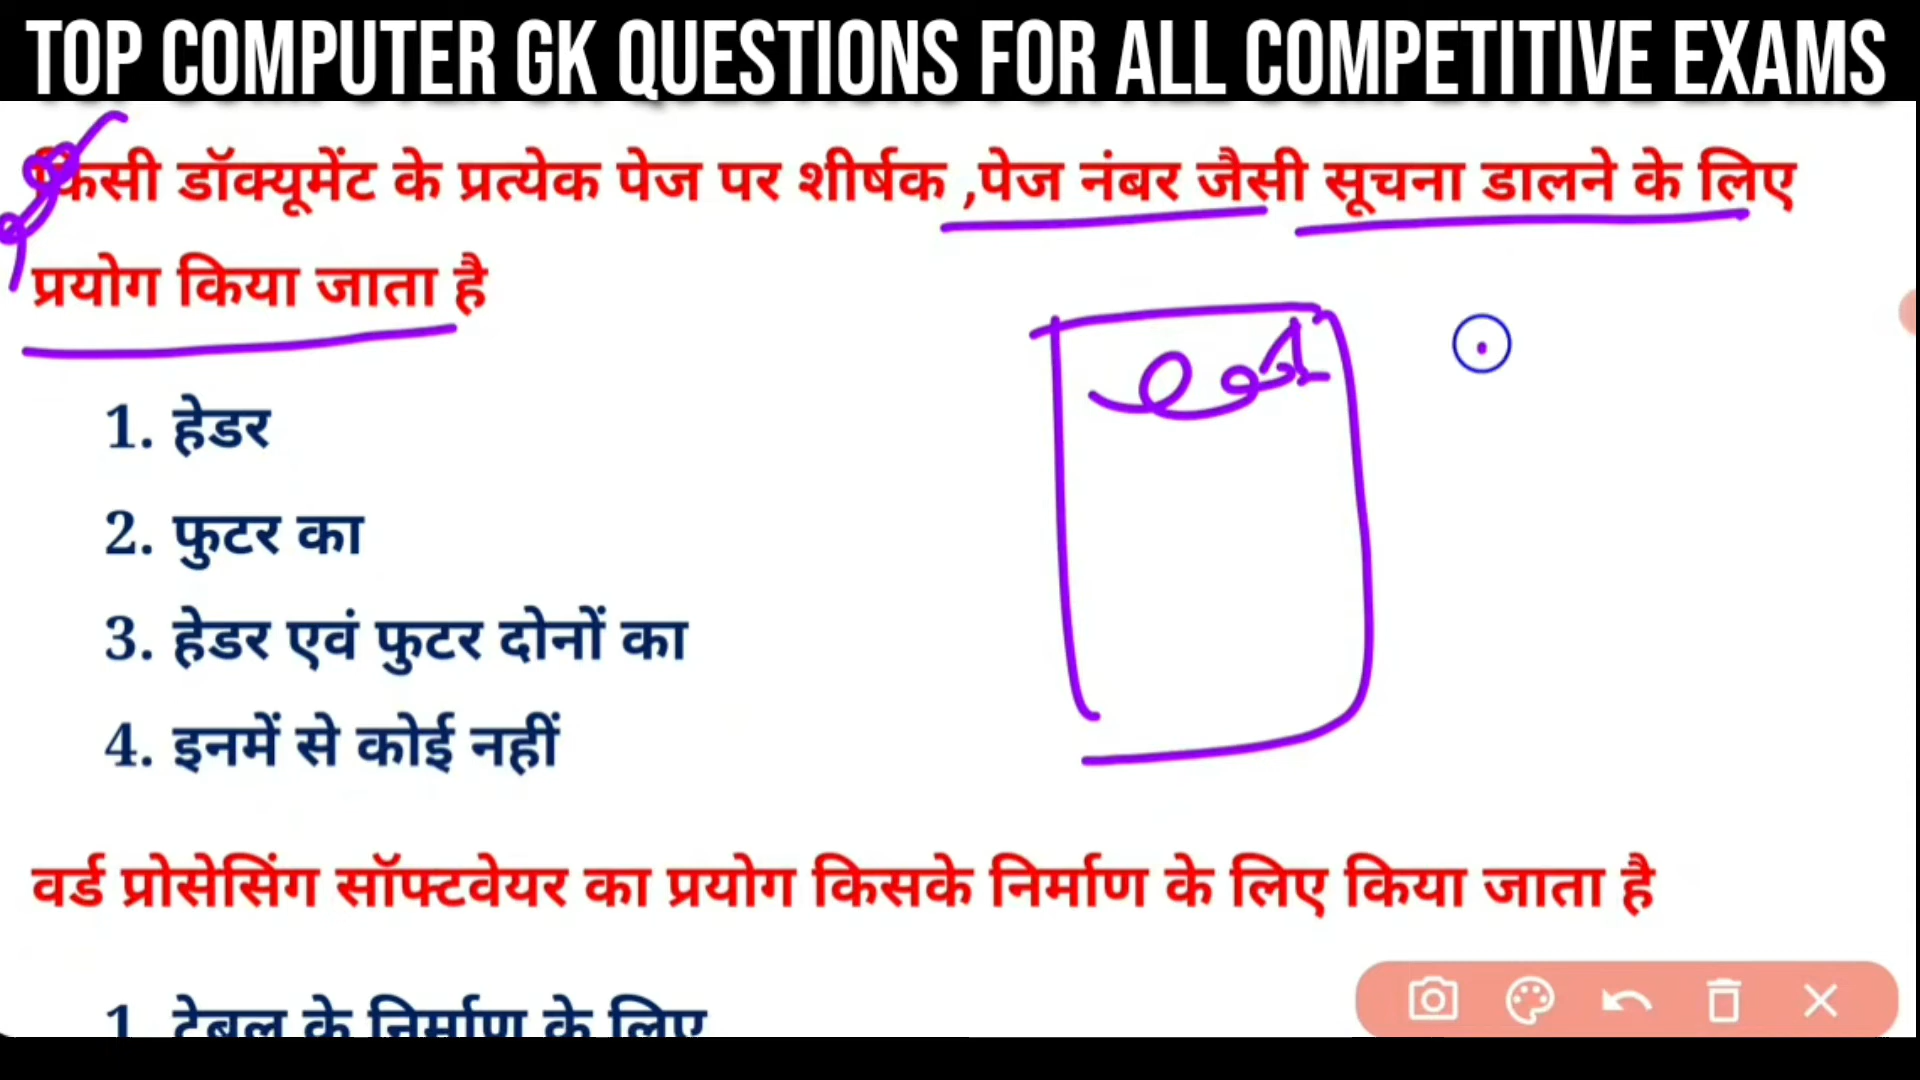 TOP COMPUTER GK QUESTIONS FOR ALL COMPETITIVE EXAMS
किसी डॉक्यूमेंट के प्रत्येक पेज पर शीर्षक ,पेज नंबर जैसी सूचना डालने के लिए
प्रयोग किया जाता है
1. हेडर
2. फुटर का
3. हेडर एवं फुटर दोनों का
4. इनमें से कोई नहीं
वर्ड प्रोसेसिंग सॉफ्टवेयर का प्रयोग किसके निर्माण के लिए किया जाता है
1. टेबल के निर्माण के लिए